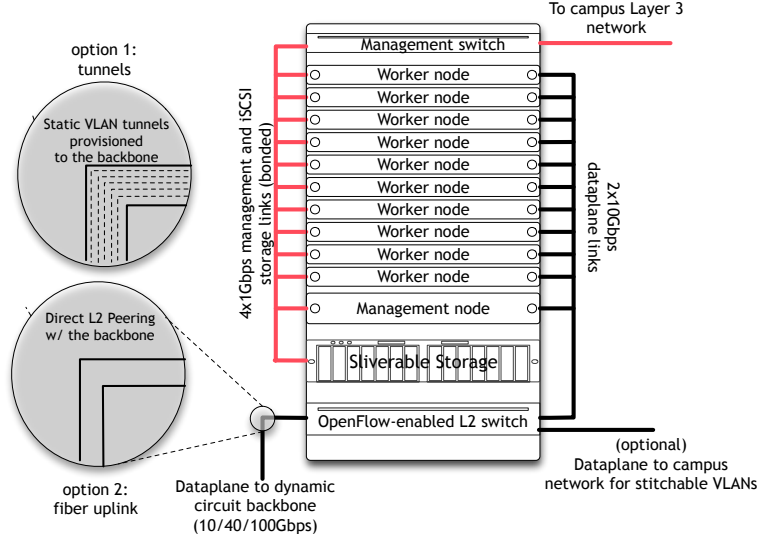 To campus Layer 3
network
option 1:
tunnels
Static VLAN tunnels
provisioned
to the backbone
Management switch
Worker node
Worker node
Worker node
Worker node
Worker node
Worker node
Worker node
Worker node
Worker node
Worker node
Management node
Sliverable Storage
OpenFlow-enabled L2 switch
4x1Gbps management and iSCSI
storage links (bonded)
2x10Gbps
dataplane links
Direct L2 Peering
w/ the backbone
option 2:
fiber uplink
Dataplane to dynamic
circuit backbone
(10/40/100Gbps)
(optional)
Dataplane to campus
network for stitchable VLANs